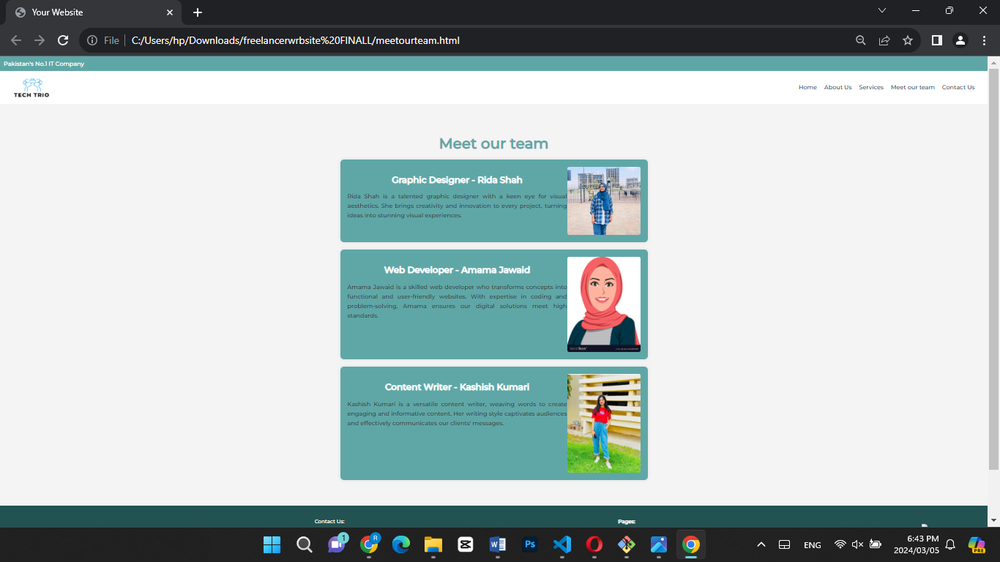 Your Website
File
C:/Users/hp/Downloads/freelancerwrbsite%20FINALL/meetourteam.html
Pakistan's No.1 IT Company
TECH TRIO
Home About Us Services Meet our team Contact Us
Meet our team
Graphic Designer - Rida Shah
Rida Shah is a talented graphic designer with a keen eye for visual
aesthetics. She brings creativity and innovation to every project, turning
ideas into stunning visual experiences.
Web Developer - Amama Jawaid
Amama Jawaid is a skilled web developer who transforms concepts into
functional and user-friendly websites. With expertise in coding and
problem-solving, Amama ensures our digital solutions meet high
standards.
Content Writer - Kashish Kumari
Kashish Kumari is a versatile content writer, weaving words to create
engaging and informative content. Her writing style captivates audiences
and effectively communicates our clients' messages.
Contact Us:
Pages:
1
R
W
Ps
ENG
6:43 PM
2024/03/05
PRE